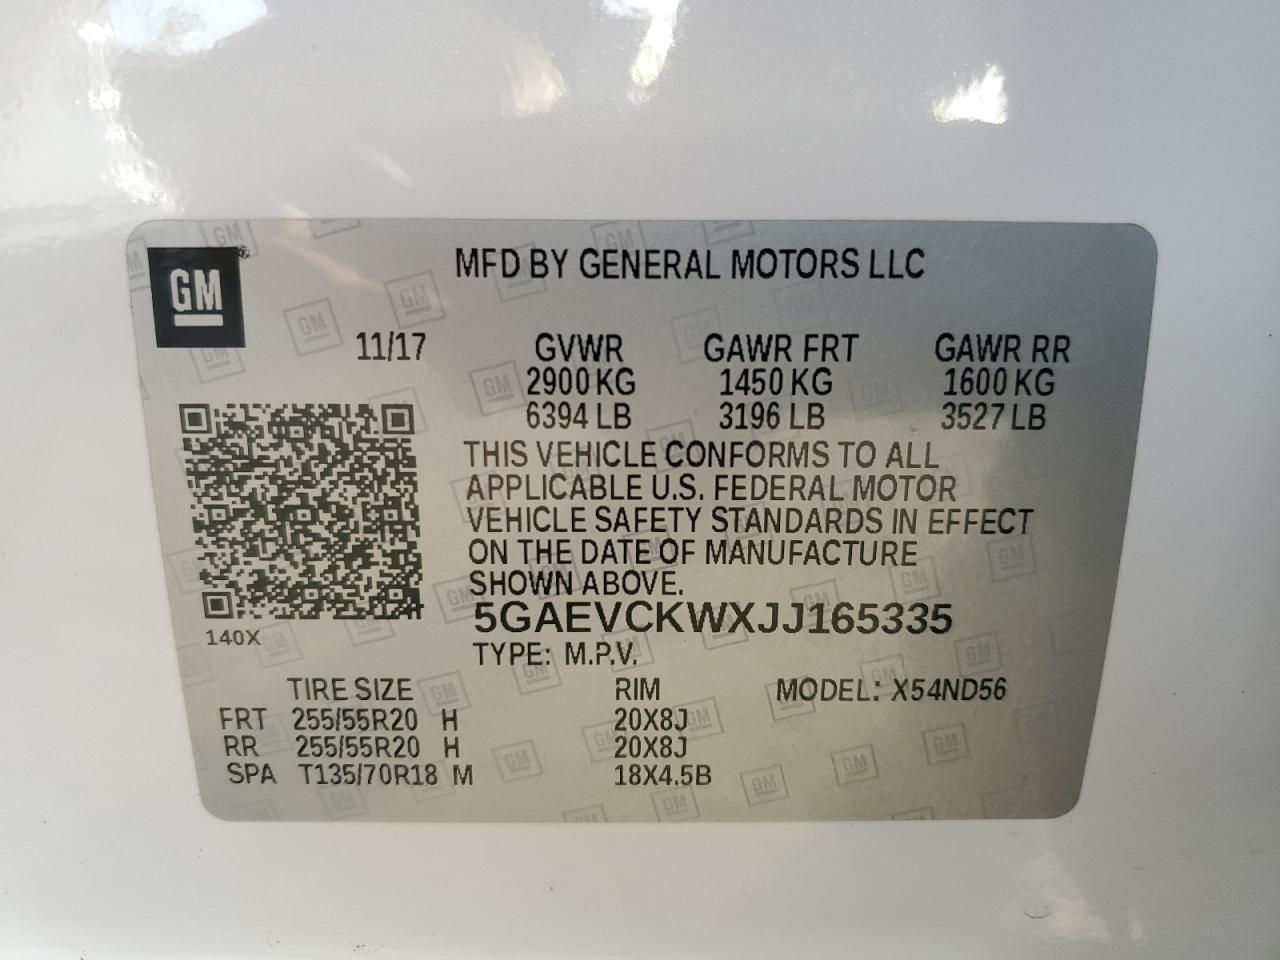 GM
MFD BY GENERAL MOTORS LLC
11/17 GVWR GAWR FRT GAWR RR
2900 KG 1450 KG 1600 KG
6394 LB 3196 LB 3527 LB
THIS VEHICLE CONFORMS TO ALL
APPLICABLE U.S. FEDERAL MOTOR
VEHICLE SAFETY STANDARDS IN EFFECT
ON THE DATE OF MANUFACTURE
SHOWN ABOVE.
5GAEVCKWXJJ165335
140X
TYPE: M.P.V.
TIRE SIZE RIM MODEL: X54ND56
FRT 255/55R20 H 20X8J
RR 255/55R20 H 20X8J
SPA T135/70R18 M 18X4.5B